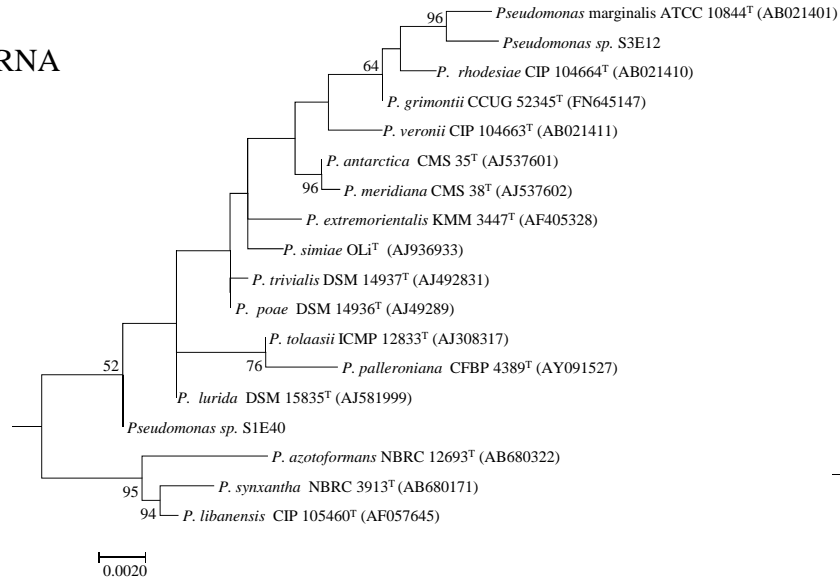 RNA
96
Pseudomonas marginalis ATCC 10844ᵀ (AB021401)
Pseudomonas sp. S3E12
64
P. rhodesiae CIP 104664ᵀ (AB021410)
P. grimontii CCUG 52345ᵀ (FN645147)
P. veronii CIP 104663ᵀ (AB021411)
P. antarctica CMS 35ᵀ (AJ537601)
96
P. meridiana CMS 38ᵀ (AJ537602)
P. extremorientalis KMM 3447ᵀ (AF405328)
P. simiae OLiᵀ (AJ936933)
P. trivialis DSM 14937ᵀ (AJ492831)
P. poae DSM 14936ᵀ (AJ49289)
P. tolaasii ICMP 12833ᵀ (AJ308317)
76
P. palleroniana CFBP 4389ᵀ (AY091527)
52
P. lurida DSM 15835ᵀ (AJ581999)
Pseudomonas sp. S1E40
P. azotoformans NBRC 12693ᵀ (AB680322)
95
P. synxantha NBRC 3913ᵀ (AB680171)
94
P. libanensis CIP 105460ᵀ (AF057645)
0.0020